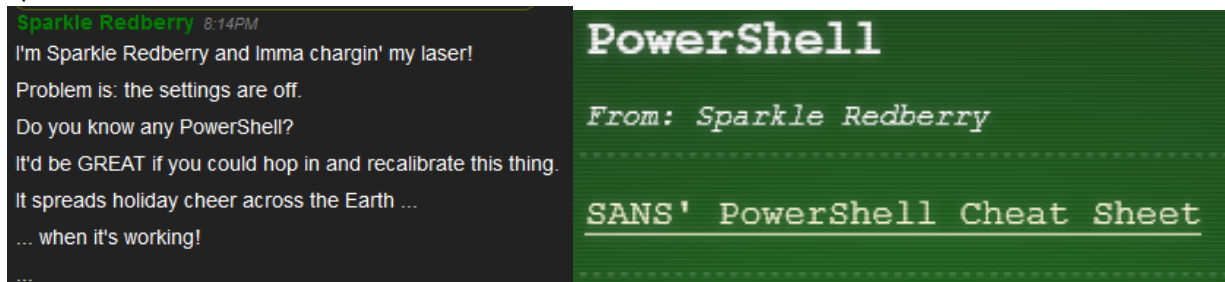 Sparkle Redberry 8:14PM
I'm Sparkle Redberry and Imma chargin' my laser!
Problem is: the settings are off.
Do you know any PowerShell?
It'd be GREAT if you could hop in and recalibrate this thing.
It spreads holiday cheer across the Earth ...
... when it's working!
...
PowerShell
From: Sparkle Redberry
SANS' PowerShell Cheat Sheet